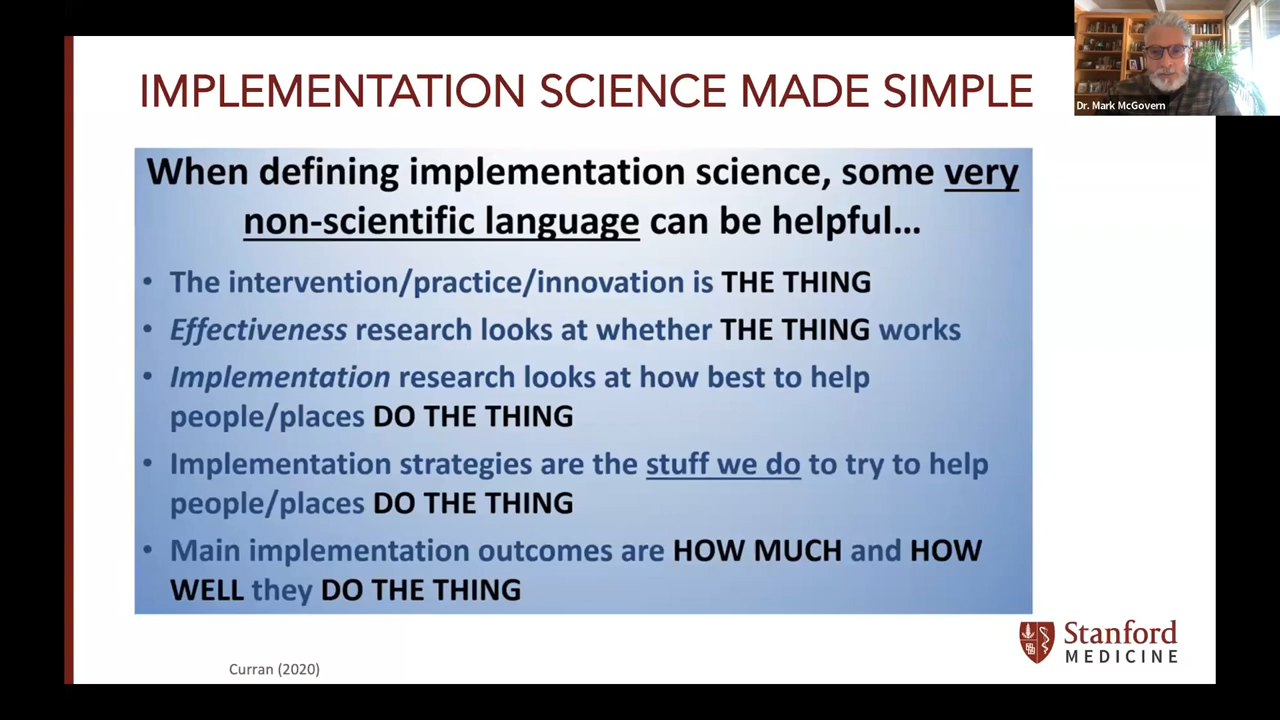 IMPLEMENTATION SCIENCE MADE SIMPLE
Dr. Mark McGovern
When defining implementation science, some very
non-scientific language can be helpful...
• The intervention/practice/innovation is THE THING
• Effectiveness research looks at whether THE THING works
• Implementation research looks at how best to help
people/places DO THE THING
• Implementation strategies are the stuff we do to try to help
people/places DO THE THING
• Main implementation outcomes are HOW MUCH and HOW
WELL they DO THE THING
Stanford
MEDICINE
Curran (2020)